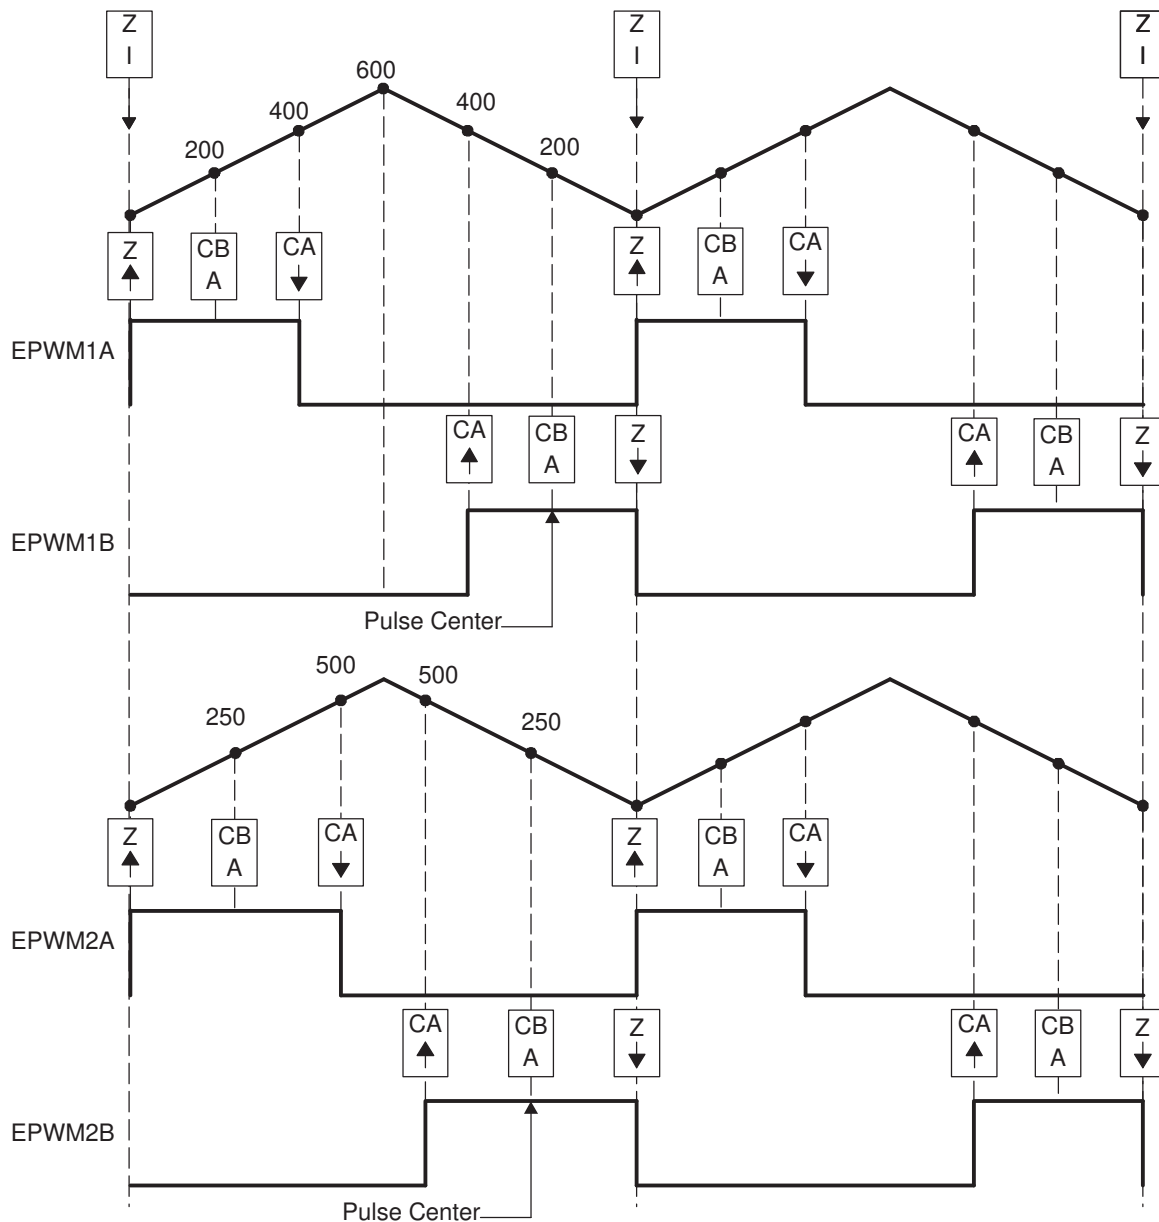 Z Z Z
I I I
600
400 400
200 200
Z CB CA Z CB CA
A A
EPWM1A
CA CB Z CA CB Z
A A
EPWM1B
Pulse Center
500 500
250 250
Z CB CA Z CB CA
A A
EPWM2A
CA CB Z CA CB Z
A A
EPWM2B
Pulse Center